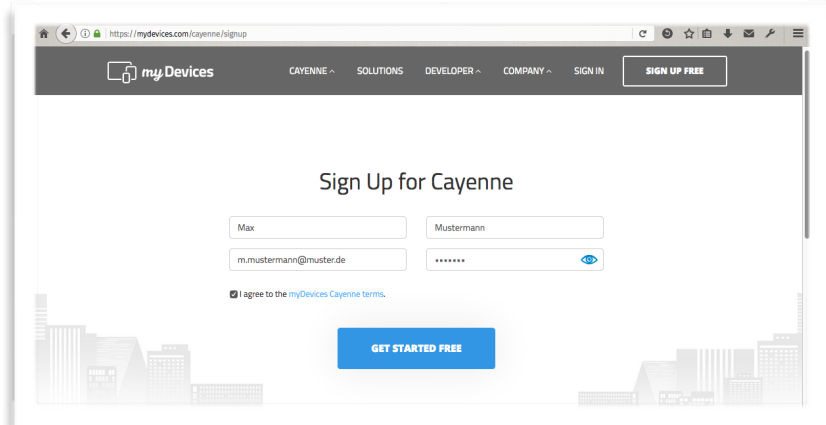 https://mydevices.com/cayenne/signup
my Devices CAYENNE SOLUTIONS DEVELOPER COMPANY SIGN IN SIGN UP FREE
Sign Up for Cayenne
Max Mustermann
m.mustermann@muster.de •••••••
I agree to the myDevices Cayenne terms.
GET STARTED FREE